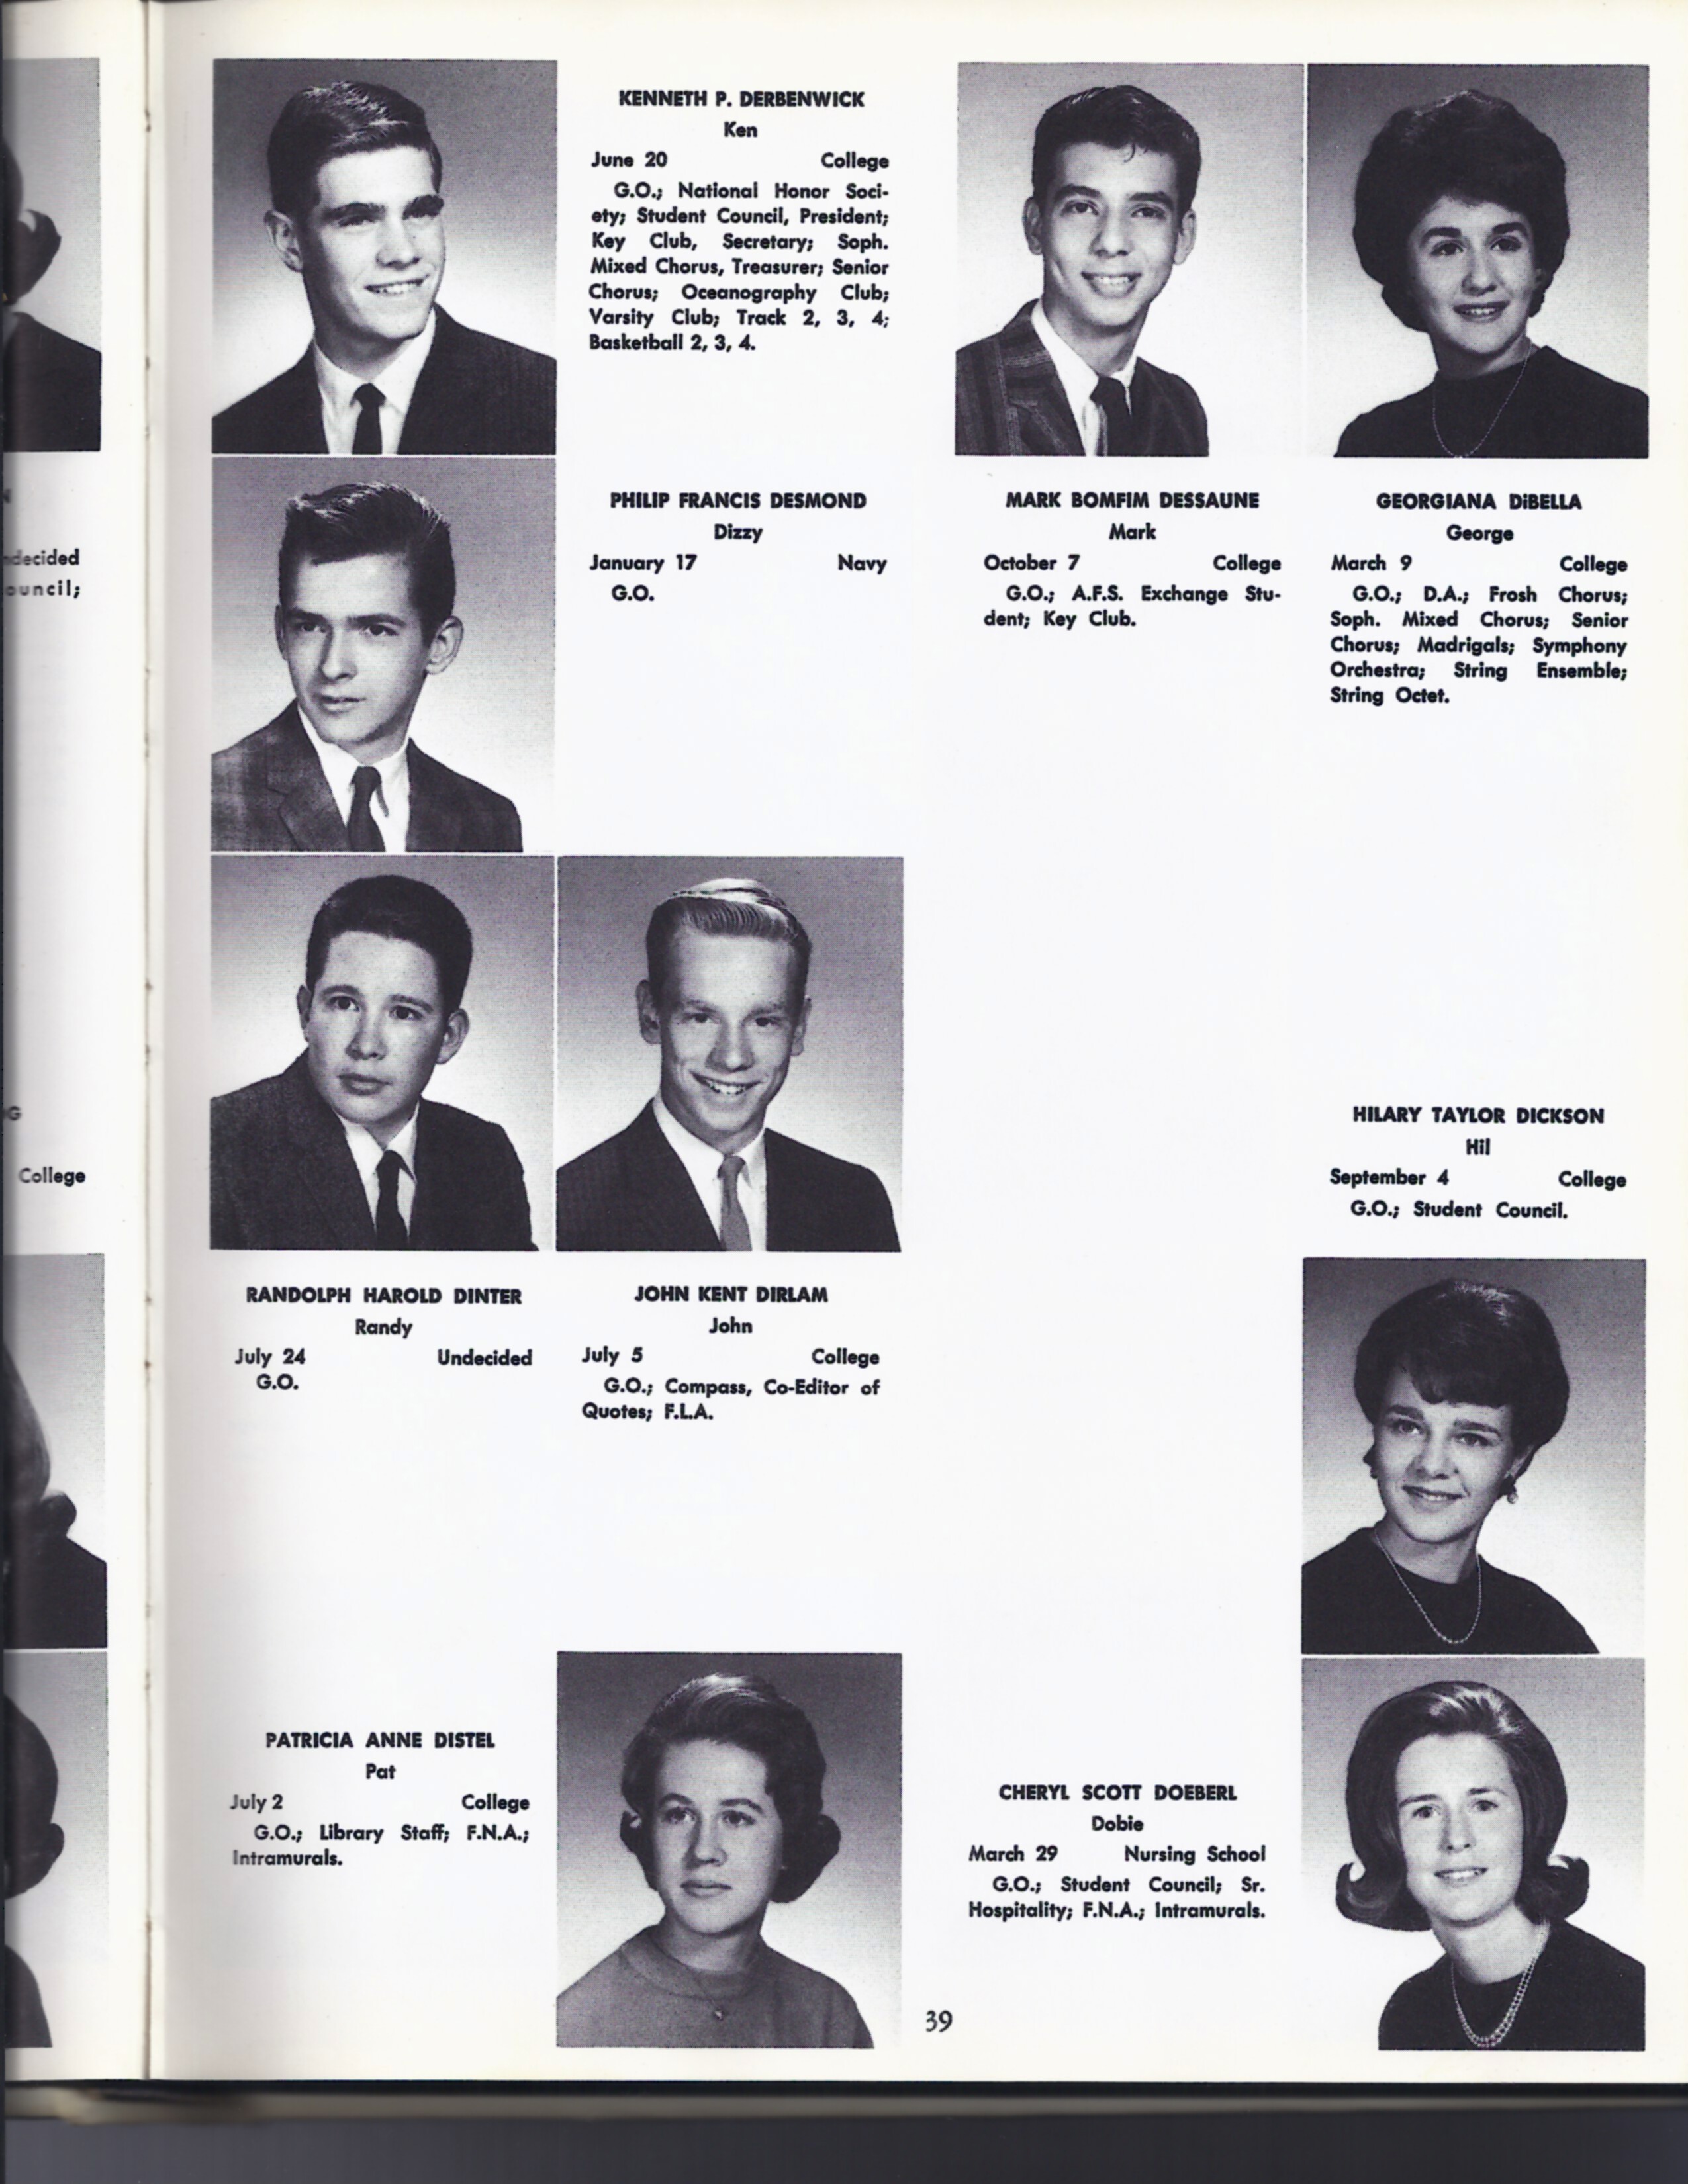 decided
ouncil;
G
College
KENNETH P. DERBENWICK
Ken
June 20 College
G.O.; National Honor Soci-
ety; Student Council, President;
Key Club, Secretary; Soph.
Mixed Chorus, Treasurer; Senior
Chorus; Oceanography Club;
Varsity Club; Track 2, 3, 4;
Basketball 2, 3, 4.
PHILIP FRANCIS DESMOND
Dizzy
January 17 Navy
G.O.
MARK BOMFIM DESSAUNE
Mark
October 7 College
G.O.; A.F.S. Exchange Stu-
dent; Key Club.
GEORGIANA DiBELLA
George
March 9 College
G.O.; D.A.; Frosh Chorus;
Soph. Mixed Chorus; Senior
Chorus; Madrigals; Symphony
Orchestra; String Ensemble;
String Octet.
HILARY TAYLOR DICKSON
Hil
September 4 College
G.O.; Student Council.
RANDOLPH HAROLD DINTER
Randy
July 24 Undecided
G.O.
JOHN KENT DIRLAM
John
July 5 College
G.O.; Compass, Co-Editor of
Quotes; F.L.A.
PATRICIA ANNE DISTEL
Pat
July 2 College
G.O.; Library Staff; F.N.A.;
Intramurals.
CHERYL SCOTT DOEBERL
Dobie
March 29 Nursing School
G.O.; Student Council; Sr.
Hospitality; F.N.A.; Intramurals.
39